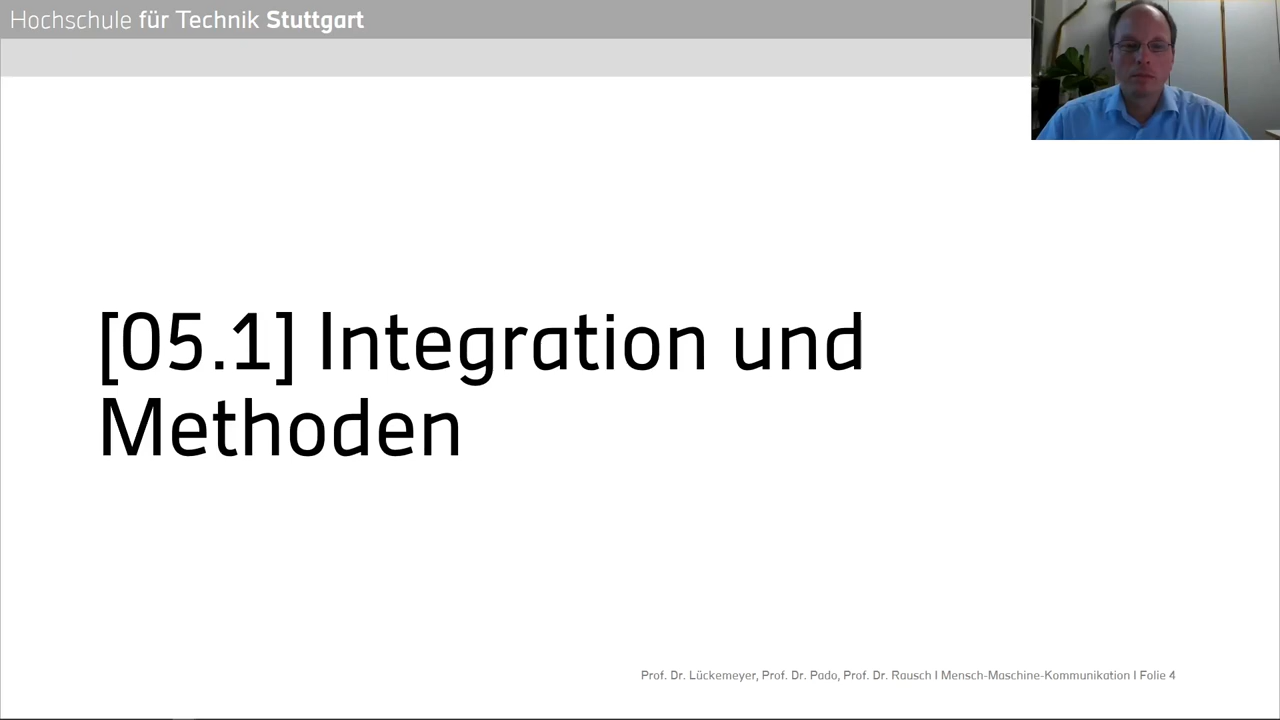 Hochschule für Technik Stuttgart
[05.1] Integration und
Methoden
Prof. Dr. Lückemeyer, Prof. Dr. Pado, Prof. Dr. Rausch I Mensch-Maschine-Kommunikation I Folie 4